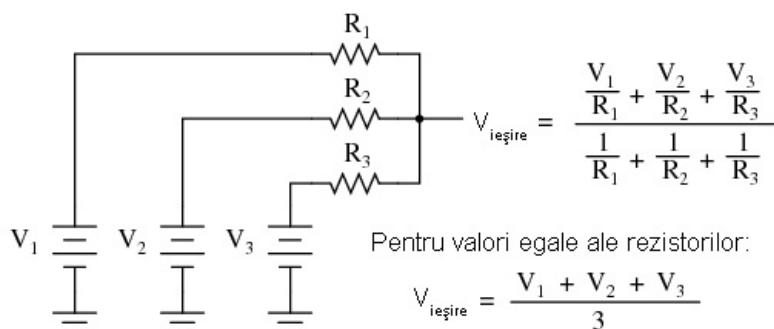 R1
R2
R3
V1
V2
V3
Vieşire = V1/R1 + V2/R2 + V3/R3 / 1/R1 + 1/R2 + 1/R3
Pentru valori egale ale rezistorilor:
Vieşire = V1 + V2 + V3 / 3